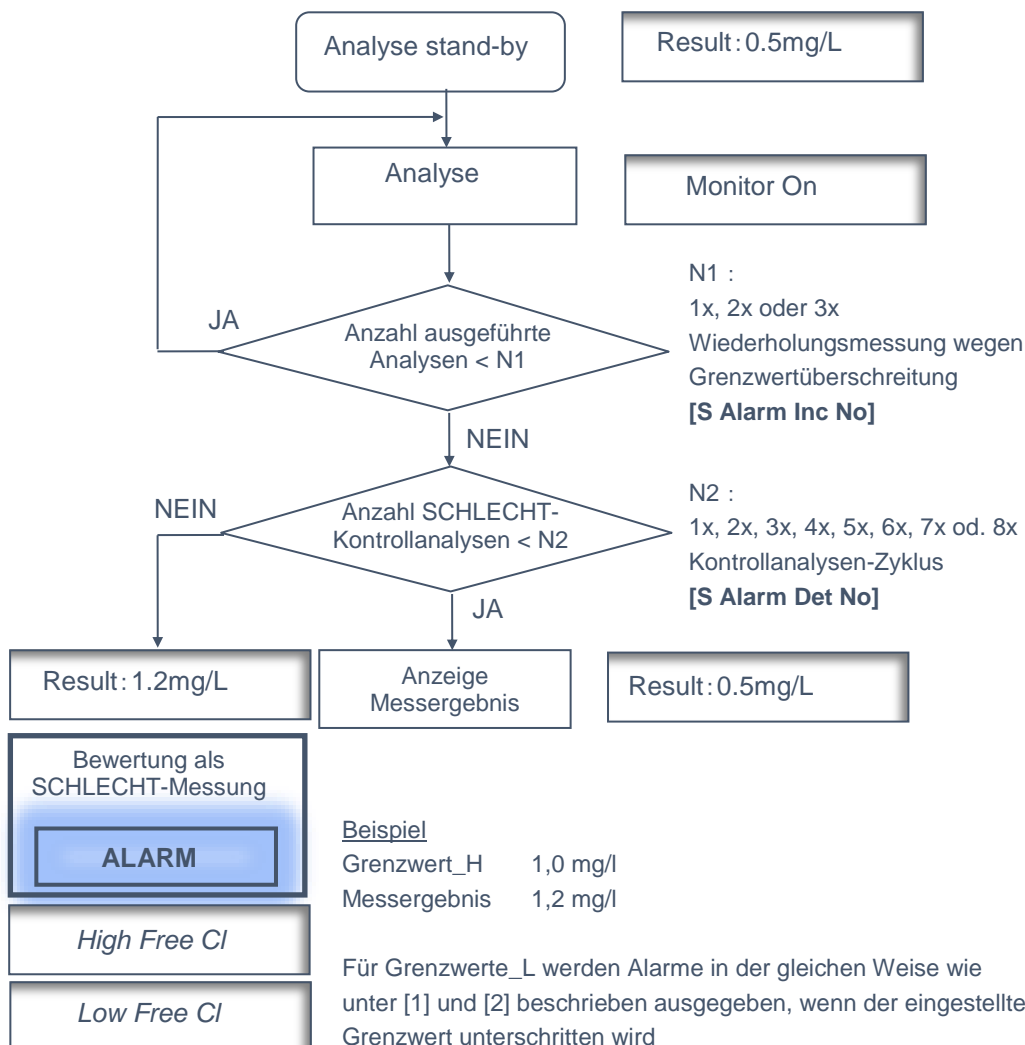 Analyse stand-by
Result:0.5mg/L
Analyse
Monitor On
N1 :
1x, 2x oder 3x
Wiederholungsmessung wegen
Grenzwertüberschreitung
[S Alarm Inc No]
JA
Anzahl ausgeführte
Analysen < N1
NEIN
N2 :
1x, 2x, 3x, 4x, 5x, 6x, 7x od. 8x
Kontrollanalysen-Zyklus
[S Alarm Det No]
NEIN
Anzahl SCHLECHT-
Kontrollanalysen < N2
JA
Result:1.2mg/L
Anzeige
Messergebnis
Result:0.5mg/L
Bewertung als
SCHLECHT-Messung
ALARM
High Free Cl
Low Free Cl
Beispiel
Grenzwert_H 1,0 mg/l
Messergebnis 1,2 mg/l
Für Grenzwerte_L werden Alarme in der gleichen Weise wie
unter [1] und [2] beschrieben ausgegeben, wenn der eingestellte
Grenzwert unterschritten wird